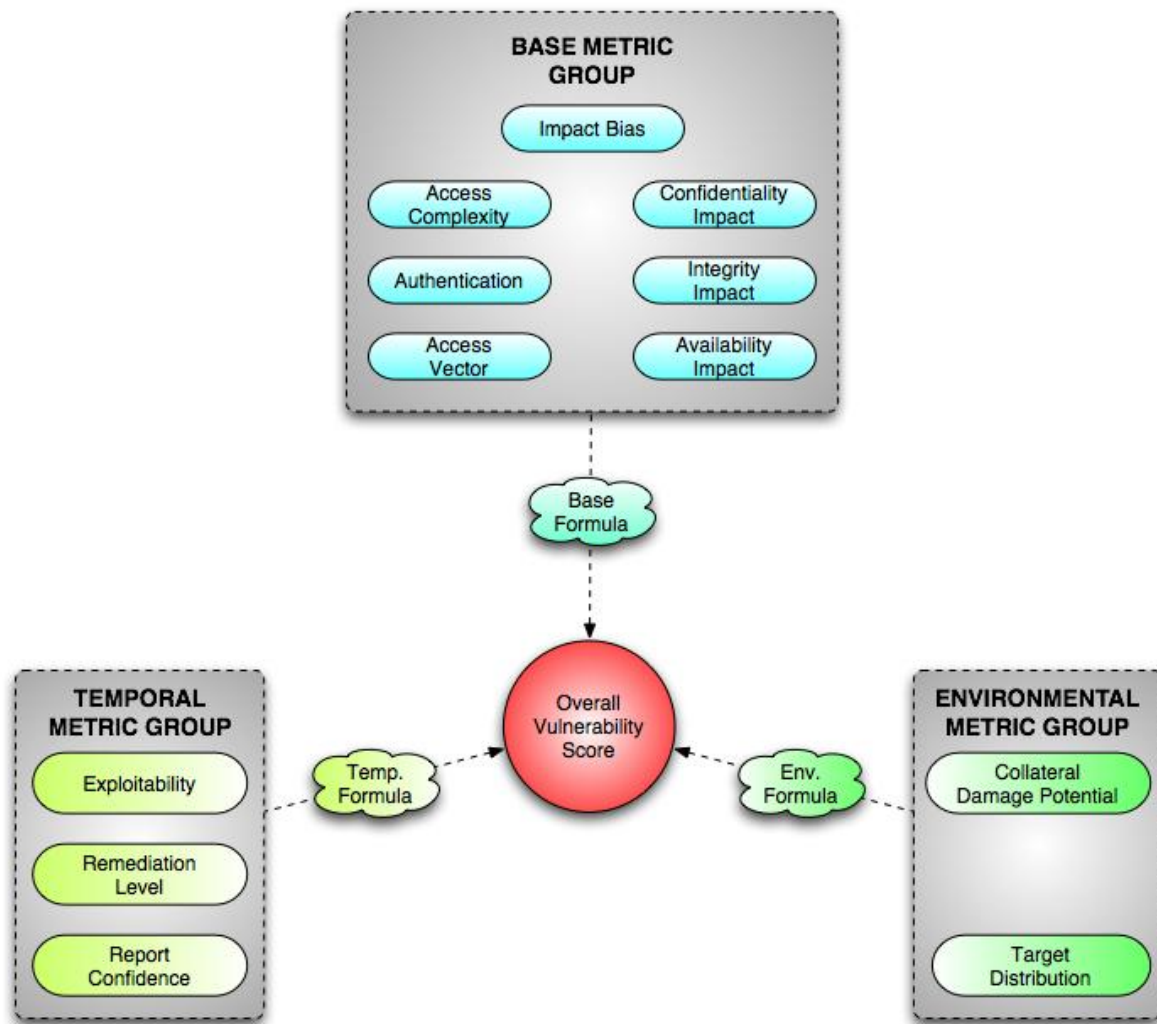 BASE METRIC
GROUP
Impact Bias
Access
Complexity
Confidentiality
Impact
Authentication
Integrity
Impact
Access
Vector
Availability
Impact
Base
Formula
Overall
Vulnerability
Score
TEMPORAL
METRIC GROUP
Exploitability
Remediation
Level
Report
Confidence
Temp.
Formula
Env.
Formula
ENVIRONMENTAL
METRIC GROUP
Collateral
Damage Potential
Target
Distribution